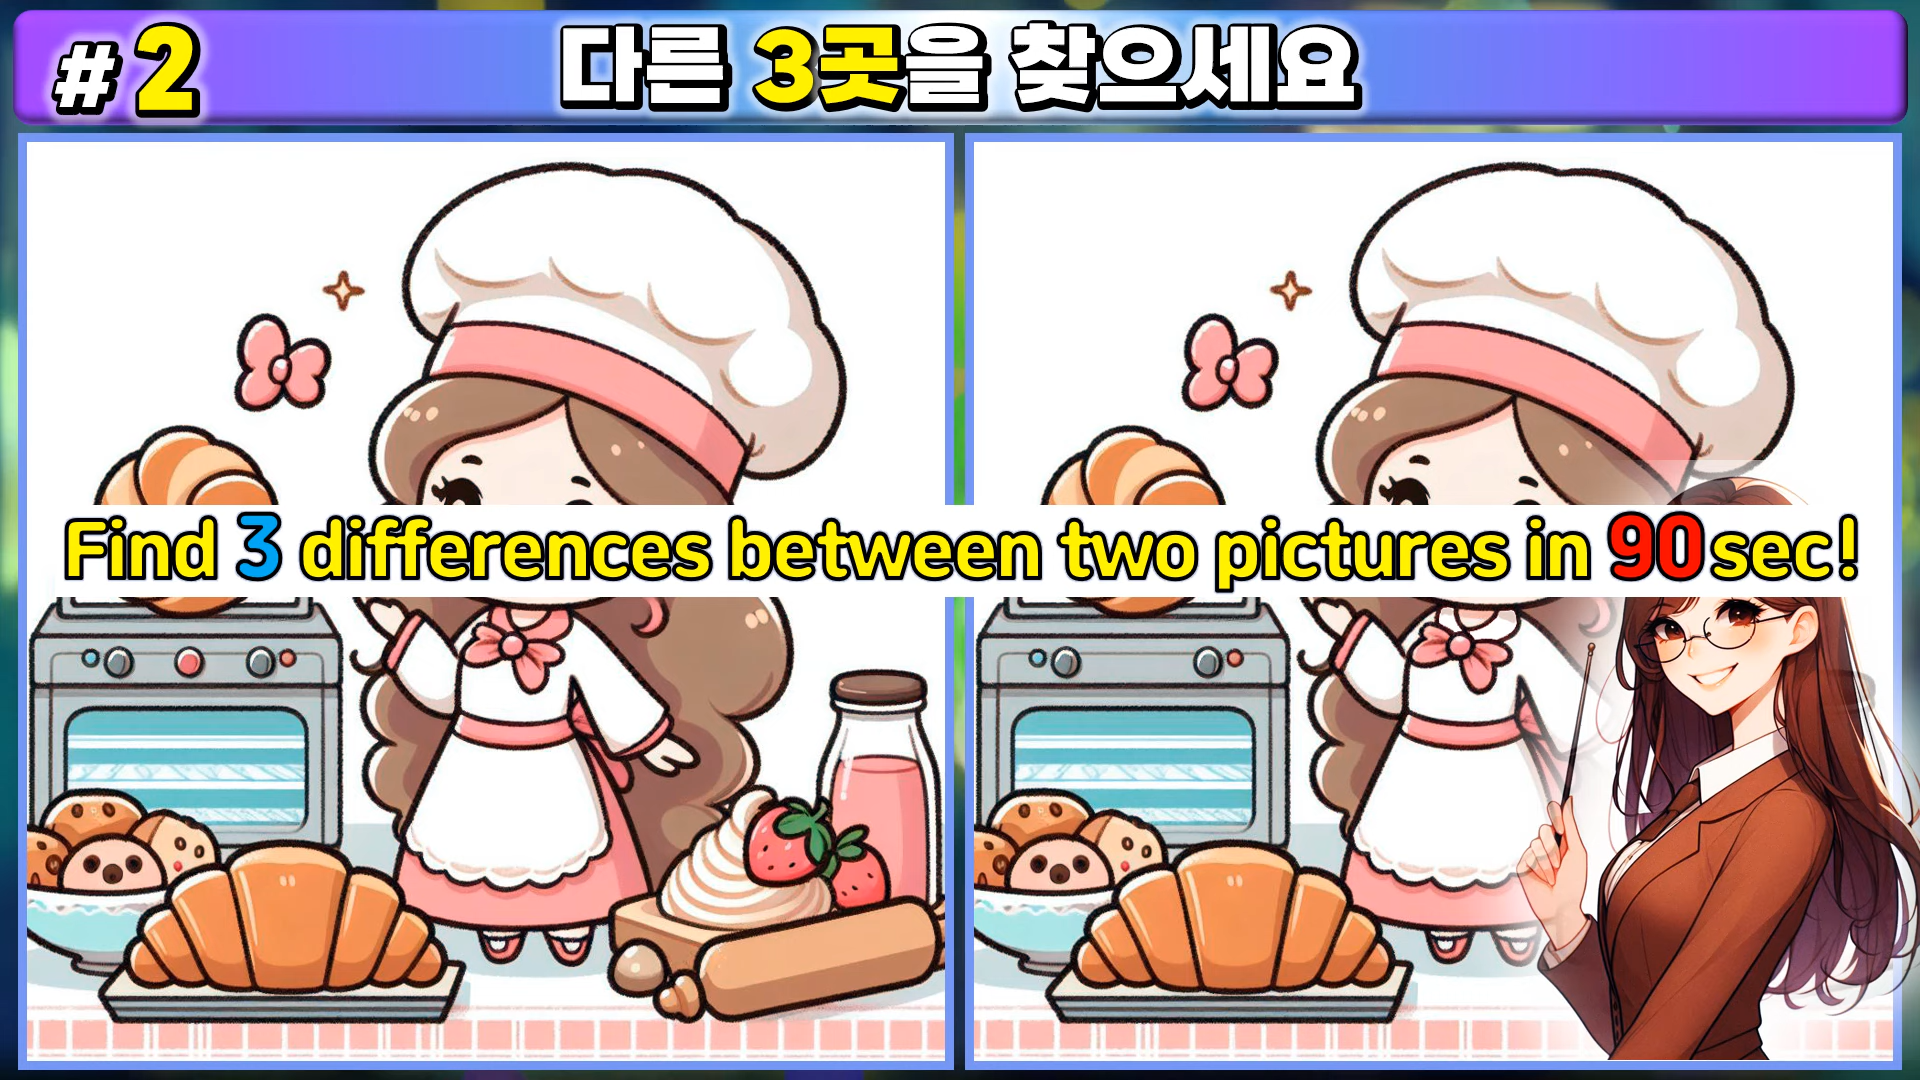 # 2
다른 3곳을 찾으세요
Find 3 differences between two pictures in 90sec!